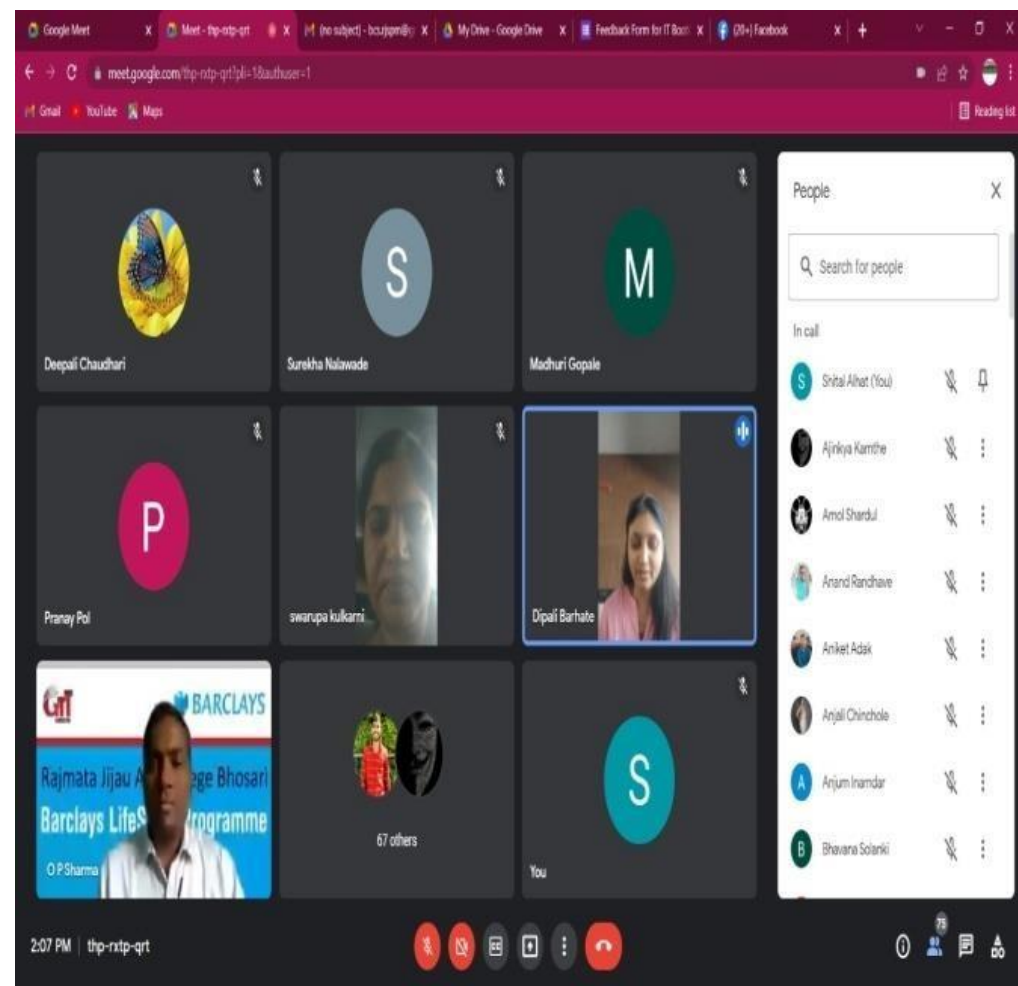 Google Meet
Meet - thp-rxtp-qrt
(no subject) - bcsrjspm@g
My Drive - Google Drive
Feedback Form for IT Boot
(20+) Facebook
meet.google.com/thp-rxtp-qrt?pli=1&authuser=1
Gmail
YouTube
Maps
Reading list
Deepali Chaudhari
S
Surekha Nalawade
M
Madhuri Gopale
P
Pranay Pol
swarupa kulkarni
Dipali Barhate
BARCLAYS
Rajmata Jijau A ege Bhosari
Barclays LifeS rogramme
O P Sharma
67 others
S
You
People
Search for people
In call
S Shital Alhat (You)
Ajinkya Kamthe
Amol Shardul
Anand Randhave
Aniket Adak
Anjali Chinchole
A Anjum Inamdar
B Bhavana Solanki
2:07 PM | thp-rxtp-qrt
CC
75